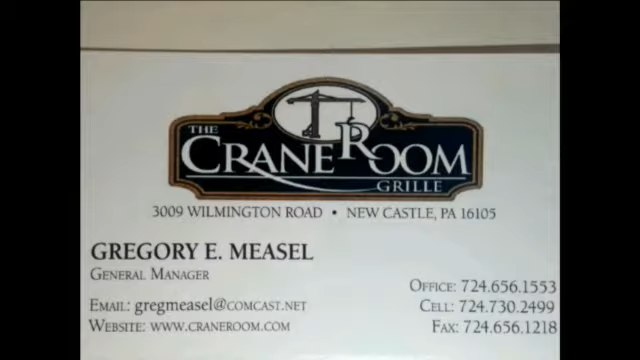 THE
CRANE ROOM
GRILLE
3009 WILMINGTON ROAD • NEW CASTLE, PA 16105
GREGORY E. MEASEL
GENERAL MANAGER
EMAIL: gregmeasel@COMCAST.NET
WEBSITE: WWW.CRANEROOM.COM
OFFICE: 724.656.1553
CELL: 724.730.2499
FAX: 724.656.1218